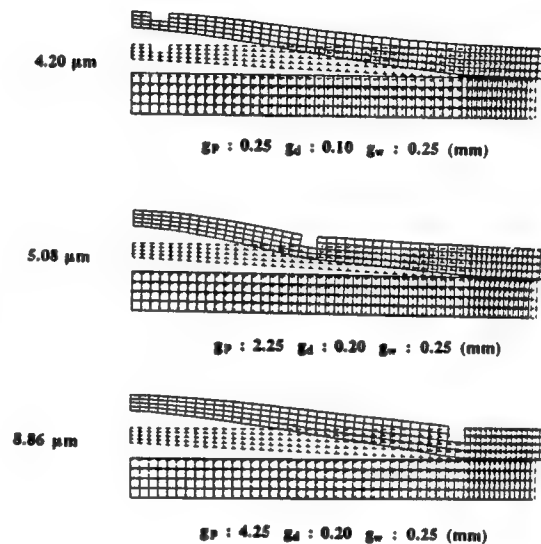 4.20 μm
gP : 0.25 gd : 0.10 gw : 0.25 (mm)
5.08 μm
gP : 2.25 gd : 0.20 gw : 0.25 (mm)
8.86 μm
gP : 4.25 gd : 0.20 gw : 0.25 (mm)